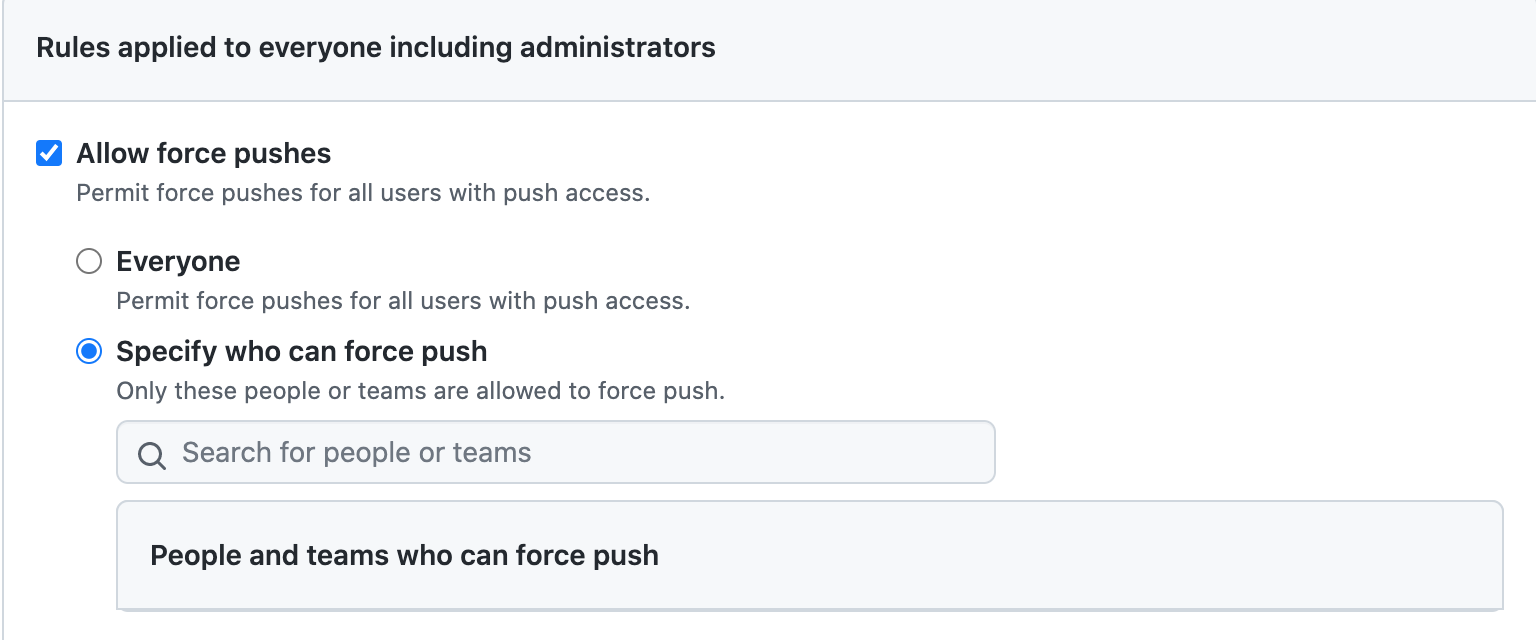 Rules applied to everyone including administrators
Allow force pushes
Permit force pushes for all users with push access.
Everyone
Permit force pushes for all users with push access.
Specify who can force push
Only these people or teams are allowed to force push.
Search for people or teams
People and teams who can force push